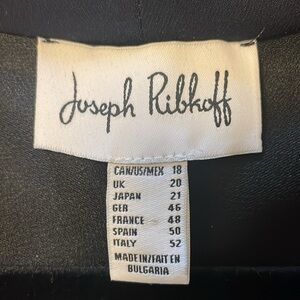 Joseph Ribkoff
CAN/US/MEX 18
UK 20
JAPAN 21
GER 46
FRANCE 48
SPAIN 50
ITALY 52
MADE IN/FAIT EN
BULGARIA